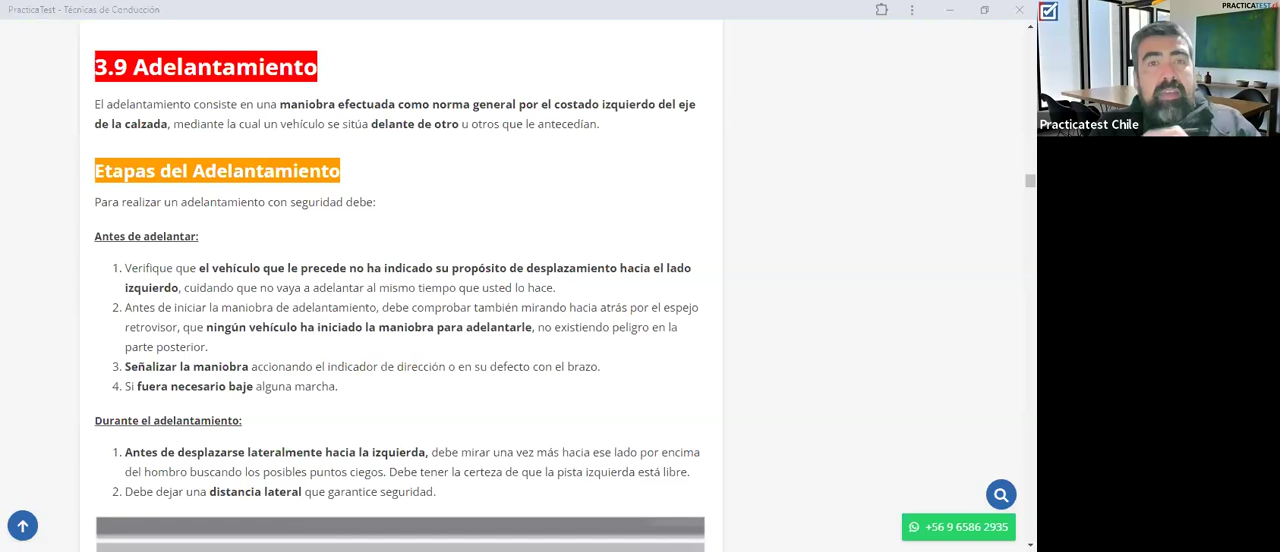 PracticaTest - Técnicas de Conducción
PRACTICATEST.cl
Practicatest Chile
3.9 Adelantamiento
El adelantamiento consiste en una maniobra efectuada como norma general por el costado izquierdo del eje
de la calzada, mediante la cual un vehículo se sitúa delante de otro u otros que le antecedían.
Etapas del Adelantamiento
Para realizar un adelantamiento con seguridad debe:
Antes de adelantar:
1. Verifique que el vehículo que le precede no ha indicado su propósito de desplazamiento hacia el lado
izquierdo, cuidando que no vaya a adelantar al mismo tiempo que usted lo hace.
2. Antes de iniciar la maniobra de adelantamiento, debe comprobar también mirando hacia atrás por el espejo
retrovisor, que ningún vehículo ha iniciado la maniobra para adelantarle, no existiendo peligro en la
parte posterior.
3. Señalizar la maniobra accionando el indicador de dirección o en su defecto con el brazo.
4. Si fuera necesario baje alguna marcha.
Durante el adelantamiento:
1. Antes de desplazarse lateralmente hacia la izquierda, debe mirar una vez más hacia ese lado por encima
del hombro buscando los posibles puntos ciegos. Debe tener la certeza de que la pista izquierda está libre.
2. Debe dejar una distancia lateral que garantice seguridad.
+56 9 6586 2935